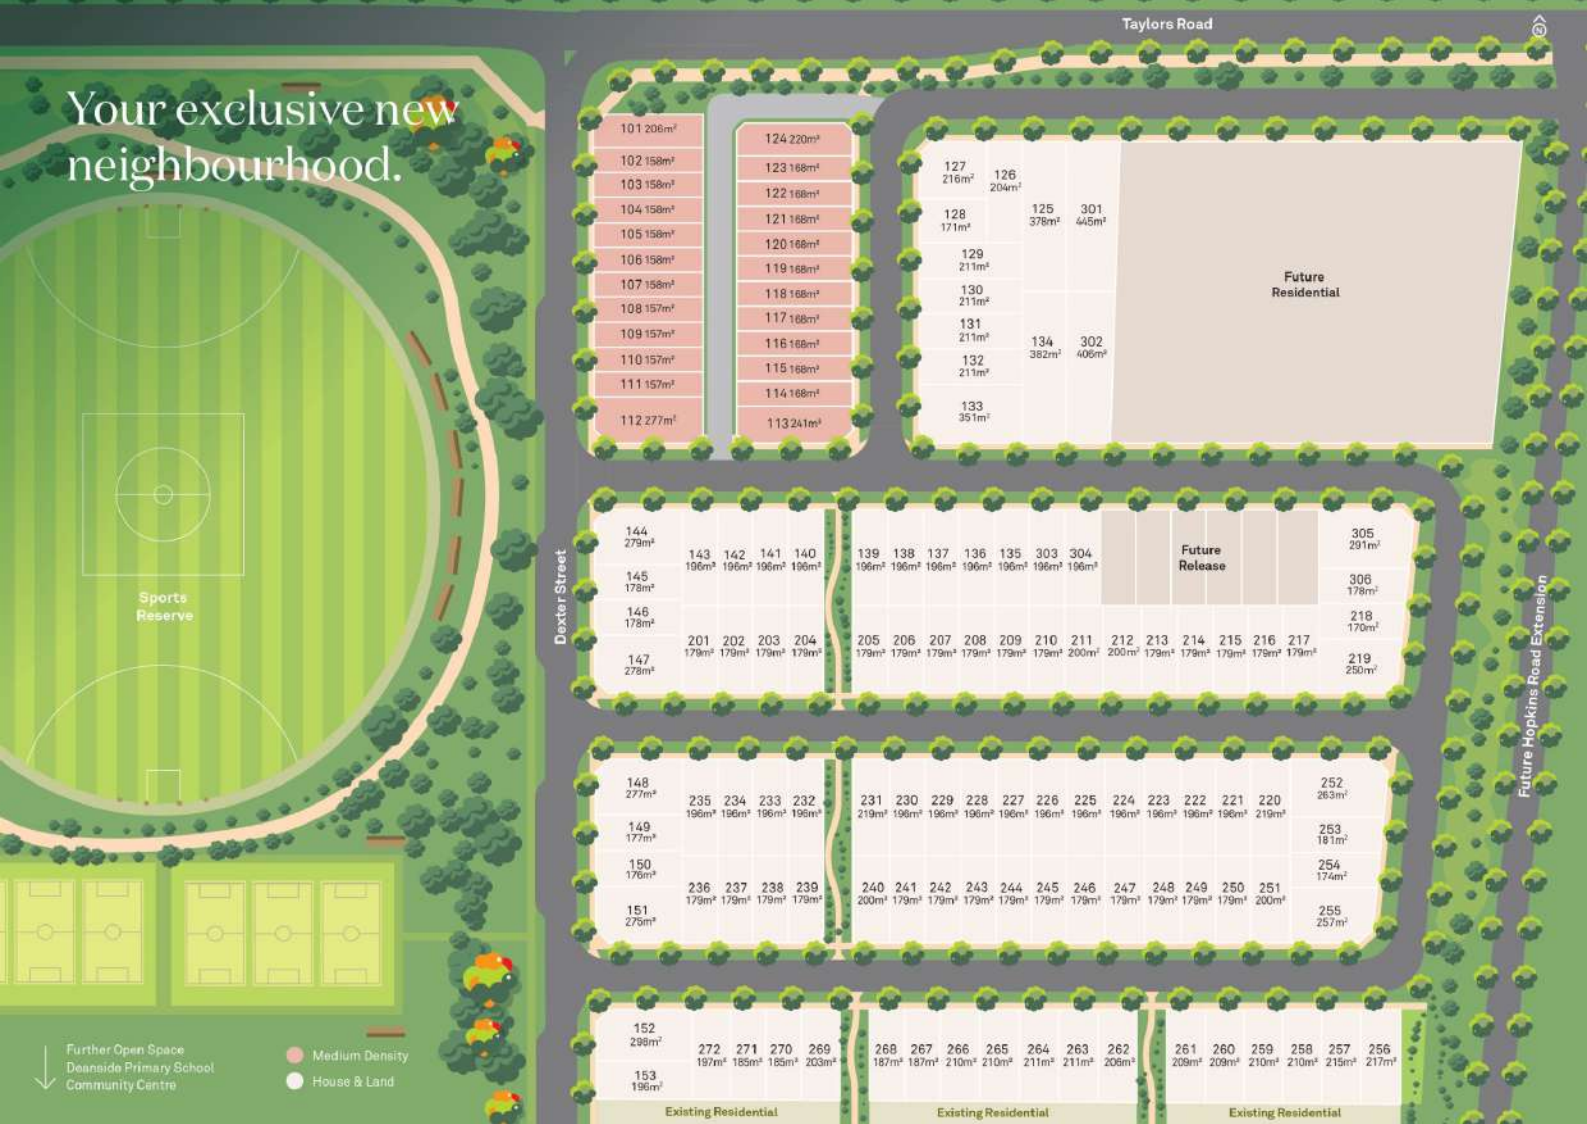 Taylors Road
N
Your exclusive new
neighbourhood.
101 206m²
102 158m²
103 158m²
104 158m²
105 158m²
106 158m²
107 158m²
108 157m²
109 157m²
110 157m²
111 157m²
112 277m²
124 220m²
123 168m²
122 168m²
121 168m²
120 168m²
119 168m²
118 168m²
117 168m²
116 168m²
115 168m²
114 168m²
113 241m²
127
216m²
126
204m²
128
171m²
125
378m²
301
445m²
129
211m²
130
211m²
131
211m²
132
211m²
133
351m²
134
382m²
302
406m²
Future
Residential
Sports
Reserve
Dexter Street
Future Hopkins Road Extension
144
279m²
145
178m²
146
178m²
147
278m²
143 142 141 140
196m² 196m² 196m² 196m²
139 138 137 136 135 303 304
196m² 196m² 196m² 196m² 196m² 196m² 196m²
Future
Release
305
291m²
306
178m²
218
170m²
219
250m²
201 202 203 204
179m² 179m² 179m² 179m²
205 206 207 208 209 210 211 212 213 214 215 216 217
179m² 179m² 179m² 179m² 179m² 179m² 200m² 200m² 179m² 179m² 179m² 179m² 179m²
148
277m²
149
177m²
150
176m²
151
275m²
235 234 233 232
196m² 196m² 196m² 196m²
231 230 229 228 227 226 225 224 223 222 221 220
219m² 196m² 196m² 196m² 196m² 196m² 196m² 196m² 196m² 196m² 196m² 219m²
252
263m²
253
181m²
254
174m²
255
257m²
236 237 238 239
179m² 179m² 179m² 179m²
240 241 242 243 244 245 246 247 248 249 250 251
200m² 179m² 179m² 179m² 179m² 179m² 179m² 179m² 179m² 179m² 179m² 200m²
152
298m²
153
196m²
272 271 270 269
197m² 185m² 185m² 203m²
268 267 266 265 264 263 262
187m² 187m² 210m² 210m² 211m² 211m² 206m²
261 260 259 258 257 256
209m² 209m² 210m² 210m² 215m² 217m²
Existing Residential
Existing Residential
Existing Residential
Further Open Space
Deanside Primary School
Community Centre
Medium Density
House & Land